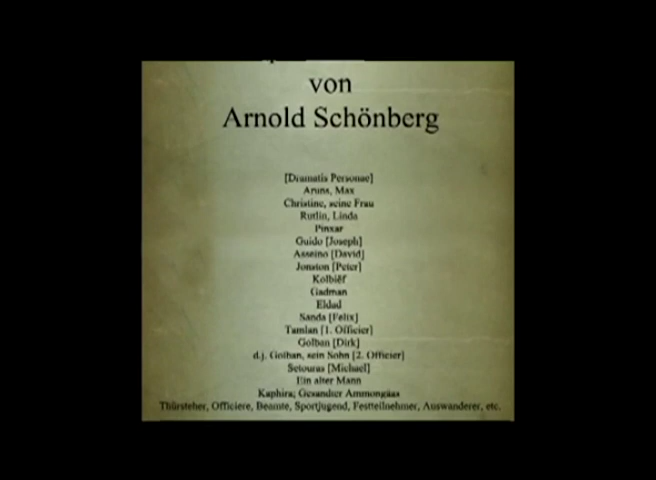 von
Arnold Schönberg
[Dramatis Personae]
Aruns, Max
Christine, seine Frau
Linda
Pinxar
Guido [Joseph]
Asseino [David]
Jonston [Peter]
Kolbiëf
Gadman
Eldad
Sanda [Felix]
Tamlan [1. Officier]
Golban [Dirk]
d.j. Golban, sein Sohn [2. Officier]
Setouras [Michael]
Ein alter Mann
Kaphira; Gesandter Ammongäas
Thürsteher, Officiere, Beamte, Sportjugend, Festteilnehmer, Auswanderer, etc.